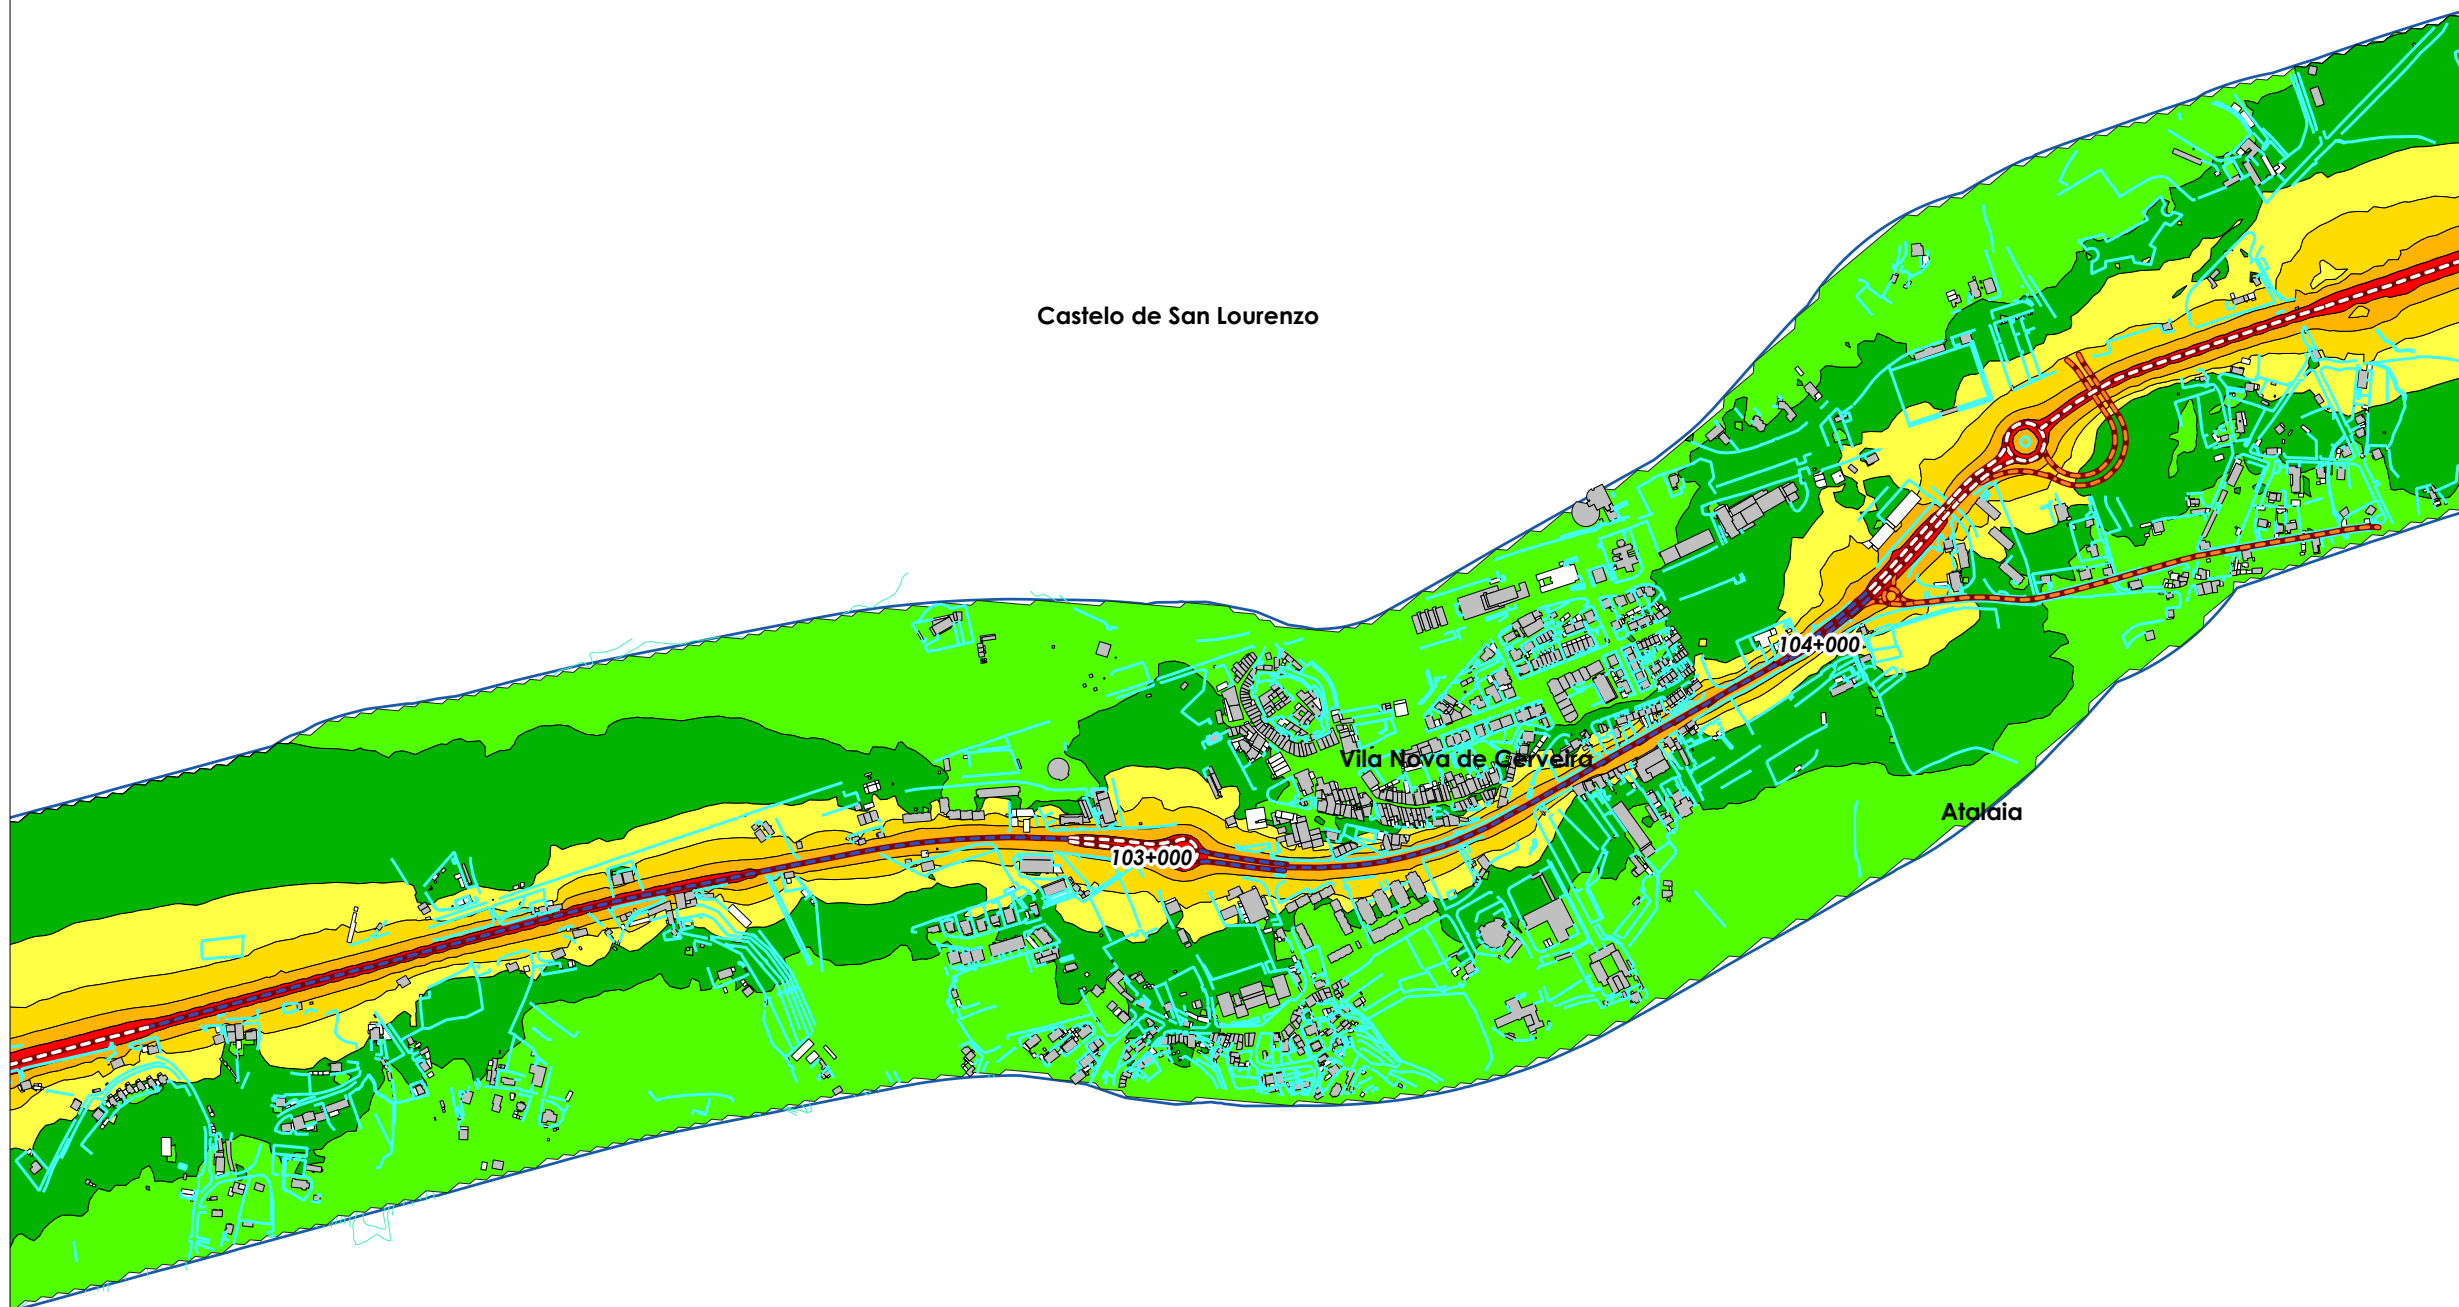 Castelo de San Lourenzo
104+000
Vila Nova de Cerveira
Atalaia
103+000